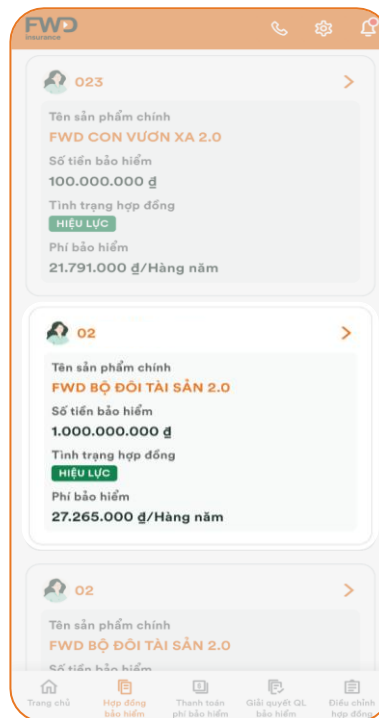 FWD
insurance
023
Tên sản phẩm chính
FWD CON VƯƠN XA 2.0
Số tiền bảo hiểm
100.000.000 ₫
Tình trạng hợp đồng
HIỆU LỰC
Phí bảo hiểm
21.791.000 ₫/Hàng năm
02
Tên sản phẩm chính
FWD BỘ ĐÔI TÀI SẢN 2.0
Số tiền bảo hiểm
1.000.000.000 ₫
Tình trạng hợp đồng
HIỆU LỰC
Phí bảo hiểm
27.265.000 ₫/Hàng năm
02
Tên sản phẩm chính
FWD BỘ ĐÔI TÀI SẢN 2.0
Số tiền bảo hiểm
Trang chủ
Hợp đồng bảo hiểm
Thanh toán phí bảo hiểm
Giải quyết QL bảo hiểm
Điều chỉnh hợp đồng